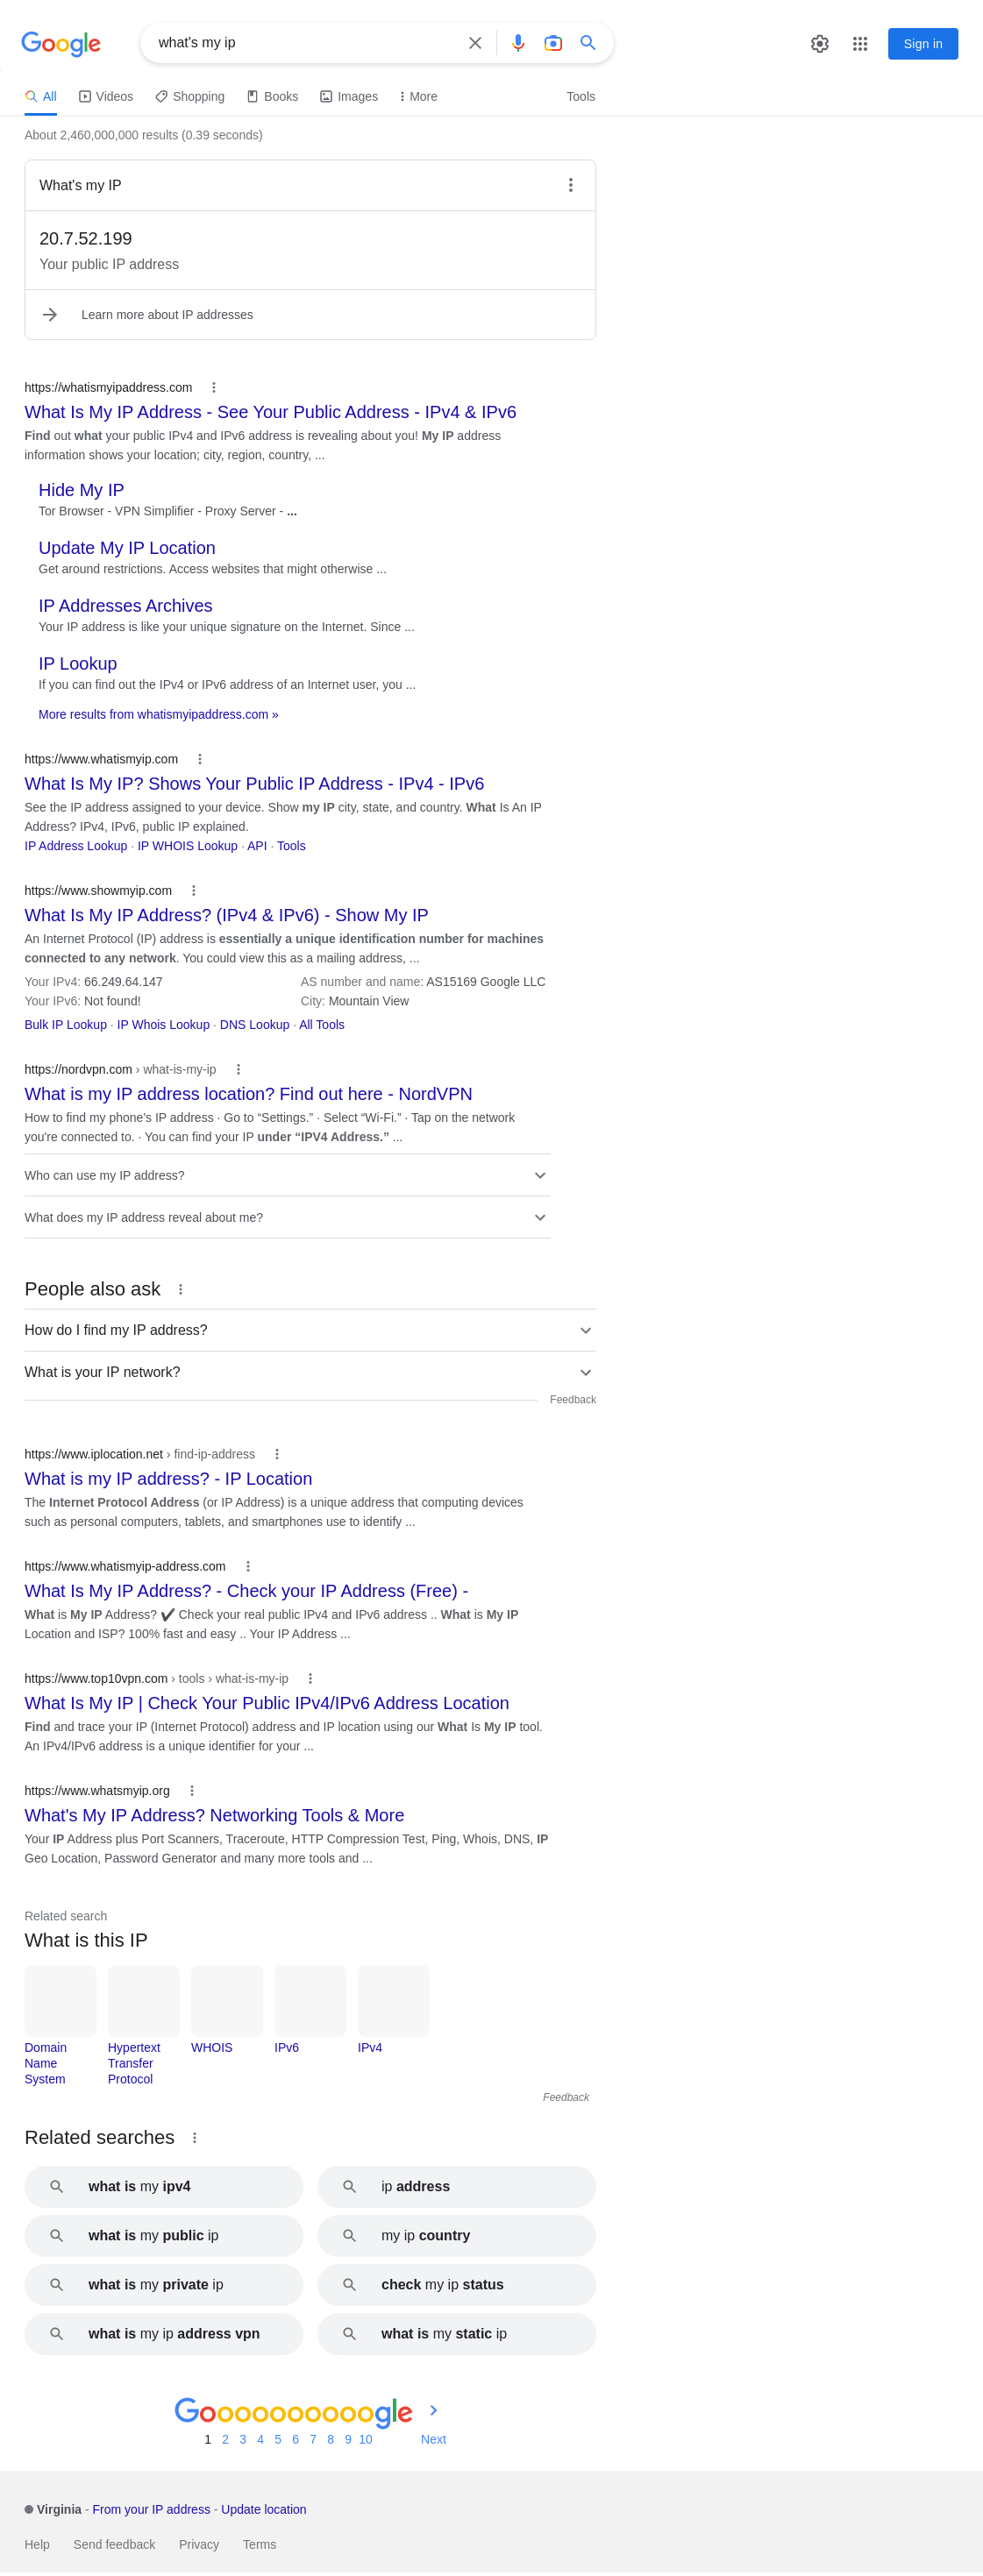 Google
what's my ip
Sign in
All
Videos
Shopping
Books
Images
More
Tools
About 2,460,000,000 results (0.39 seconds)
What's my IP
20.7.52.199
Your public IP address
Learn more about IP addresses
https://whatismyipaddress.com
What Is My IP Address - See Your Public Address - IPv4 & IPv6
Find out what your public IPv4 and IPv6 address is revealing about you! My IP address
information shows your location; city, region, country, ...
Hide My IP
Tor Browser - VPN Simplifier - Proxy Server - ...
Update My IP Location
Get around restrictions. Access websites that might otherwise ...
IP Addresses Archives
Your IP address is like your unique signature on the Internet. Since ...
IP Lookup
If you can find out the IPv4 or IPv6 address of an Internet user, you ...
More results from whatismyipaddress.com »
https://www.whatismyip.com
What Is My IP? Shows Your Public IP Address - IPv4 - IPv6
See the IP address assigned to your device. Show my IP city, state, and country. What Is An IP
Address? IPv4, IPv6, public IP explained.
IP Address Lookup · IP WHOIS Lookup · API · Tools
https://www.showmyip.com
What Is My IP Address? (IPv4 & IPv6) - Show My IP
An Internet Protocol (IP) address is essentially a unique identification number for machines
connected to any network. You could view this as a mailing address, ...
Your IPv4: 66.249.64.147
AS number and name: AS15169 Google LLC
Your IPv6: Not found!
City: Mountain View
Bulk IP Lookup · IP Whois Lookup · DNS Lookup · All Tools
https://nordvpn.com › what-is-my-ip
What is my IP address location? Find out here - NordVPN
How to find my phone's IP address · Go to “Settings.” · Select “Wi-Fi.” · Tap on the network
you're connected to. · You can find your IP under “IPV4 Address.” ...
Who can use my IP address?
What does my IP address reveal about me?
People also ask
How do I find my IP address?
What is your IP network?
Feedback
https://www.iplocation.net › find-ip-address
What is my IP address? - IP Location
The Internet Protocol Address (or IP Address) is a unique address that computing devices
such as personal computers, tablets, and smartphones use to identify ...
https://www.whatismyip-address.com
What Is My IP Address? - Check your IP Address (Free) -
What is My IP Address? ✔ Check your real public IPv4 and IPv6 address .. What is My IP
Location and ISP? 100% fast and easy .. Your IP Address ...
https://www.top10vpn.com › tools › what-is-my-ip
What Is My IP | Check Your Public IPv4/IPv6 Address Location
Find and trace your IP (Internet Protocol) address and IP location using our What Is My IP tool.
An IPv4/IPv6 address is a unique identifier for your ...
https://www.whatsmyip.org
What's My IP Address? Networking Tools & More
Your IP Address plus Port Scanners, Traceroute, HTTP Compression Test, Ping, Whois, DNS, IP
Geo Location, Password Generator and many more tools and ...
Related search
What is this IP
Domain
Name
System
Hypertext
Transfer
Protocol
WHOIS
IPv6
IPv4
Feedback
Related searches
what is my ipv4
ip address
what is my public ip
my ip country
what is my private ip
check my ip status
what is my ip address vpn
what is my static ip
Goooooooooogle
1 2 3 4 5 6 7 8 9 10 Next
Virginia - From your IP address - Update location
Help
Send feedback
Privacy
Terms